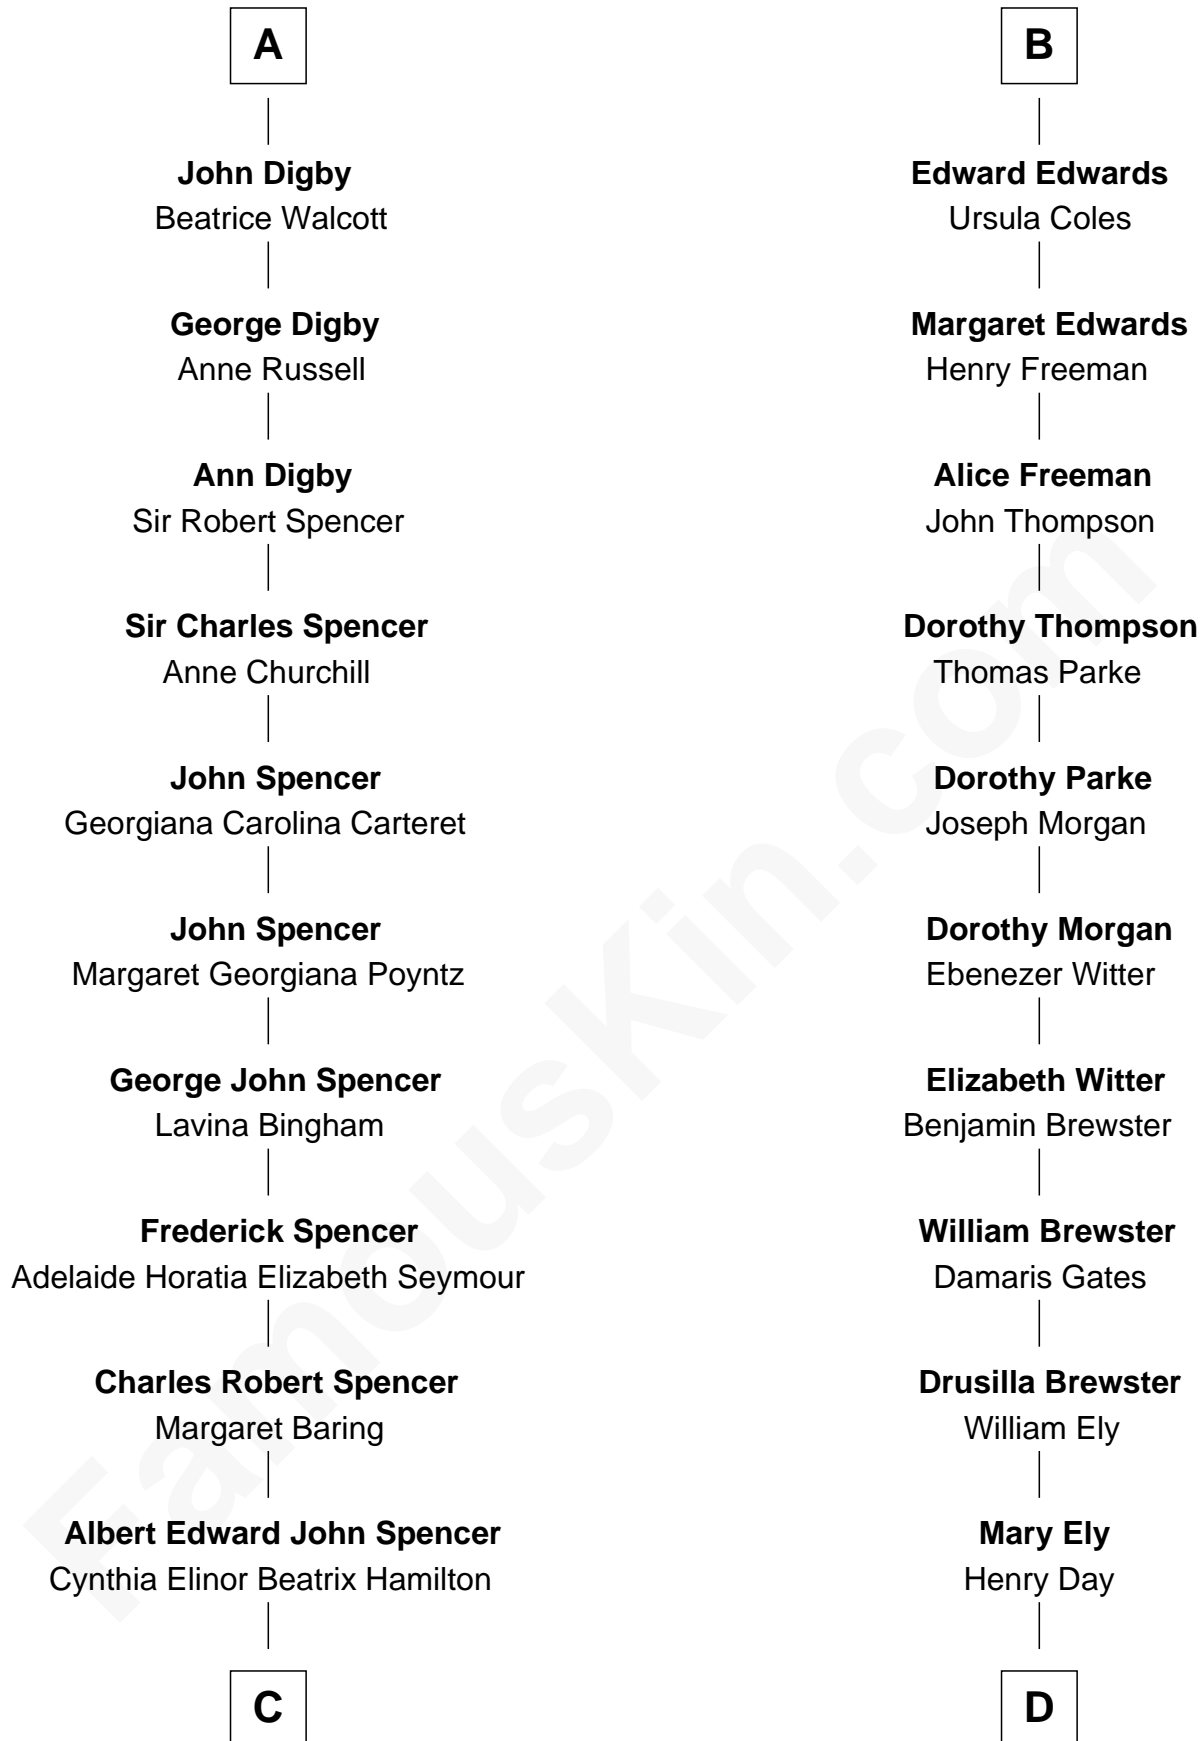 A
John Digby
Beatrice Walcott
George Digby
Anne Russell
Ann Digby
Sir Robert Spencer
Sir Charles Spencer
Anne Churchill
John Spencer
Georgiana Carolina Carteret
John Spencer
Margaret Georgiana Poyntz
George John Spencer
Lavina Bingham
Frederick Spencer
Adelaide Horatia Elizabeth Seymour
Charles Robert Spencer
Margaret Baring
Albert Edward John Spencer
Cynthia Elinor Beatrix Hamilton
C
B
Edward Edwards
Ursula Coles
Margaret Edwards
Henry Freeman
Alice Freeman
John Thompson
Dorothy Thompson
Thomas Parke
Dorothy Parke
Joseph Morgan
Dorothy Morgan
Ebenezer Witter
Elizabeth Witter
Benjamin Brewster
William Brewster
Damaris Gates
Drusilla Brewster
William Ely
Mary Ely
Henry Day
D
FamousKin.com